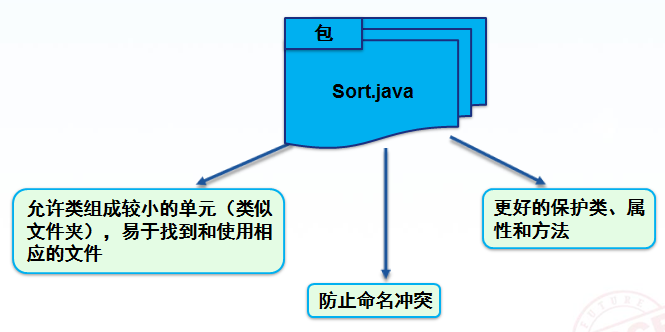 包
Sort.java
允许类组成较小的单元（类似
文件夹），易于找到和使用相
应的文件
防止命名冲突
更好的保护类、属
性和方法